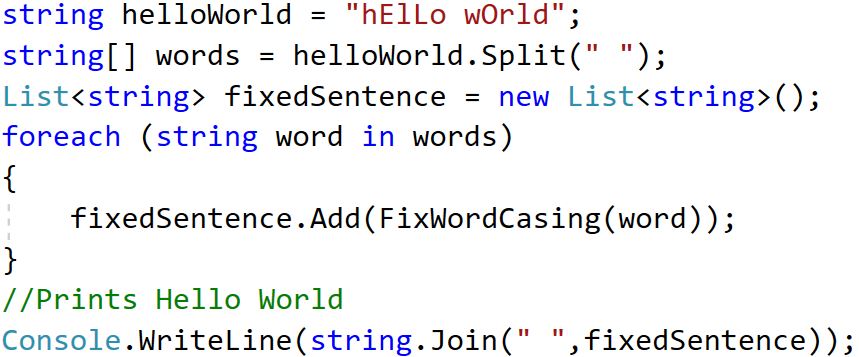 string helloWorld = "hElLo wOrld";
string[] words = helloWorld.Split(" ");
List<string> fixedSentence = new List<string>();
foreach (string word in words)
{
    fixedSentence.Add(FixWordCasing(word));
}
//Prints Hello World
Console.WriteLine(string.Join(" ",fixedSentence));